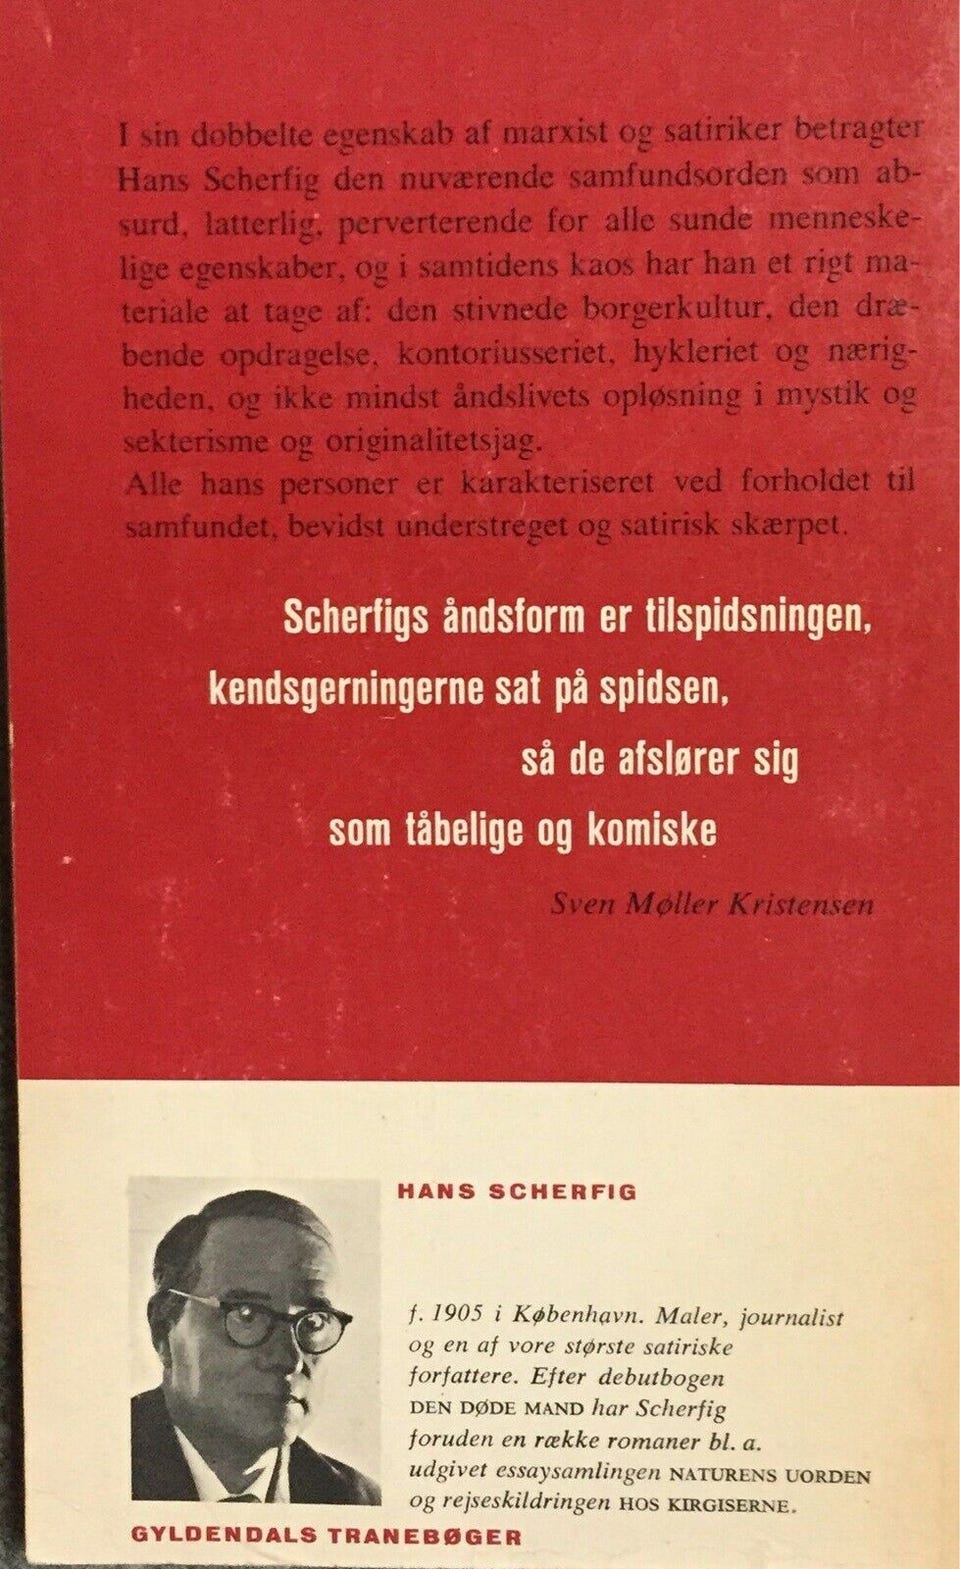 I sin dobbelte egenskab af marxist og satiriker betragter
Hans Scherfig den nuværende samfundsorden som ab-
surd, latterlig, perverterende for alle sunde menneske-
lige egenskaber, og i samtidens kaos har han et rigt ma-
teriale at tage af: den stivnede borgerkultur, den dræ-
bende opdragelse, kontoriusseriet, hykleriet og nærig-
heden, og ikke mindst åndslivets opløsning i mystik og
sekterisme og originalitetsjag.
Alle hans personer er karakteriseret ved forholdet til
samfundet, bevidst understreget og satirisk skærpet.
Scherfigs åndsform er tilspidsningen,
kendsgerningerne sat på spidsen,
så de afslører sig
som tåbelige og komiske
Sven Møller Kristensen
HANS SCHERFIG
f. 1905 i København. Maler, journalist
og en af vore største satiriske
forfattere. Efter debutbogen
DEN DØDE MAND har Scherfig
foruden en række romaner bl. a.
udgivet essaysamlingen NATURENS UORDEN
og rejseskildringen HOS KIRGISERNE.
GYLDENDALS TRANEBØGER